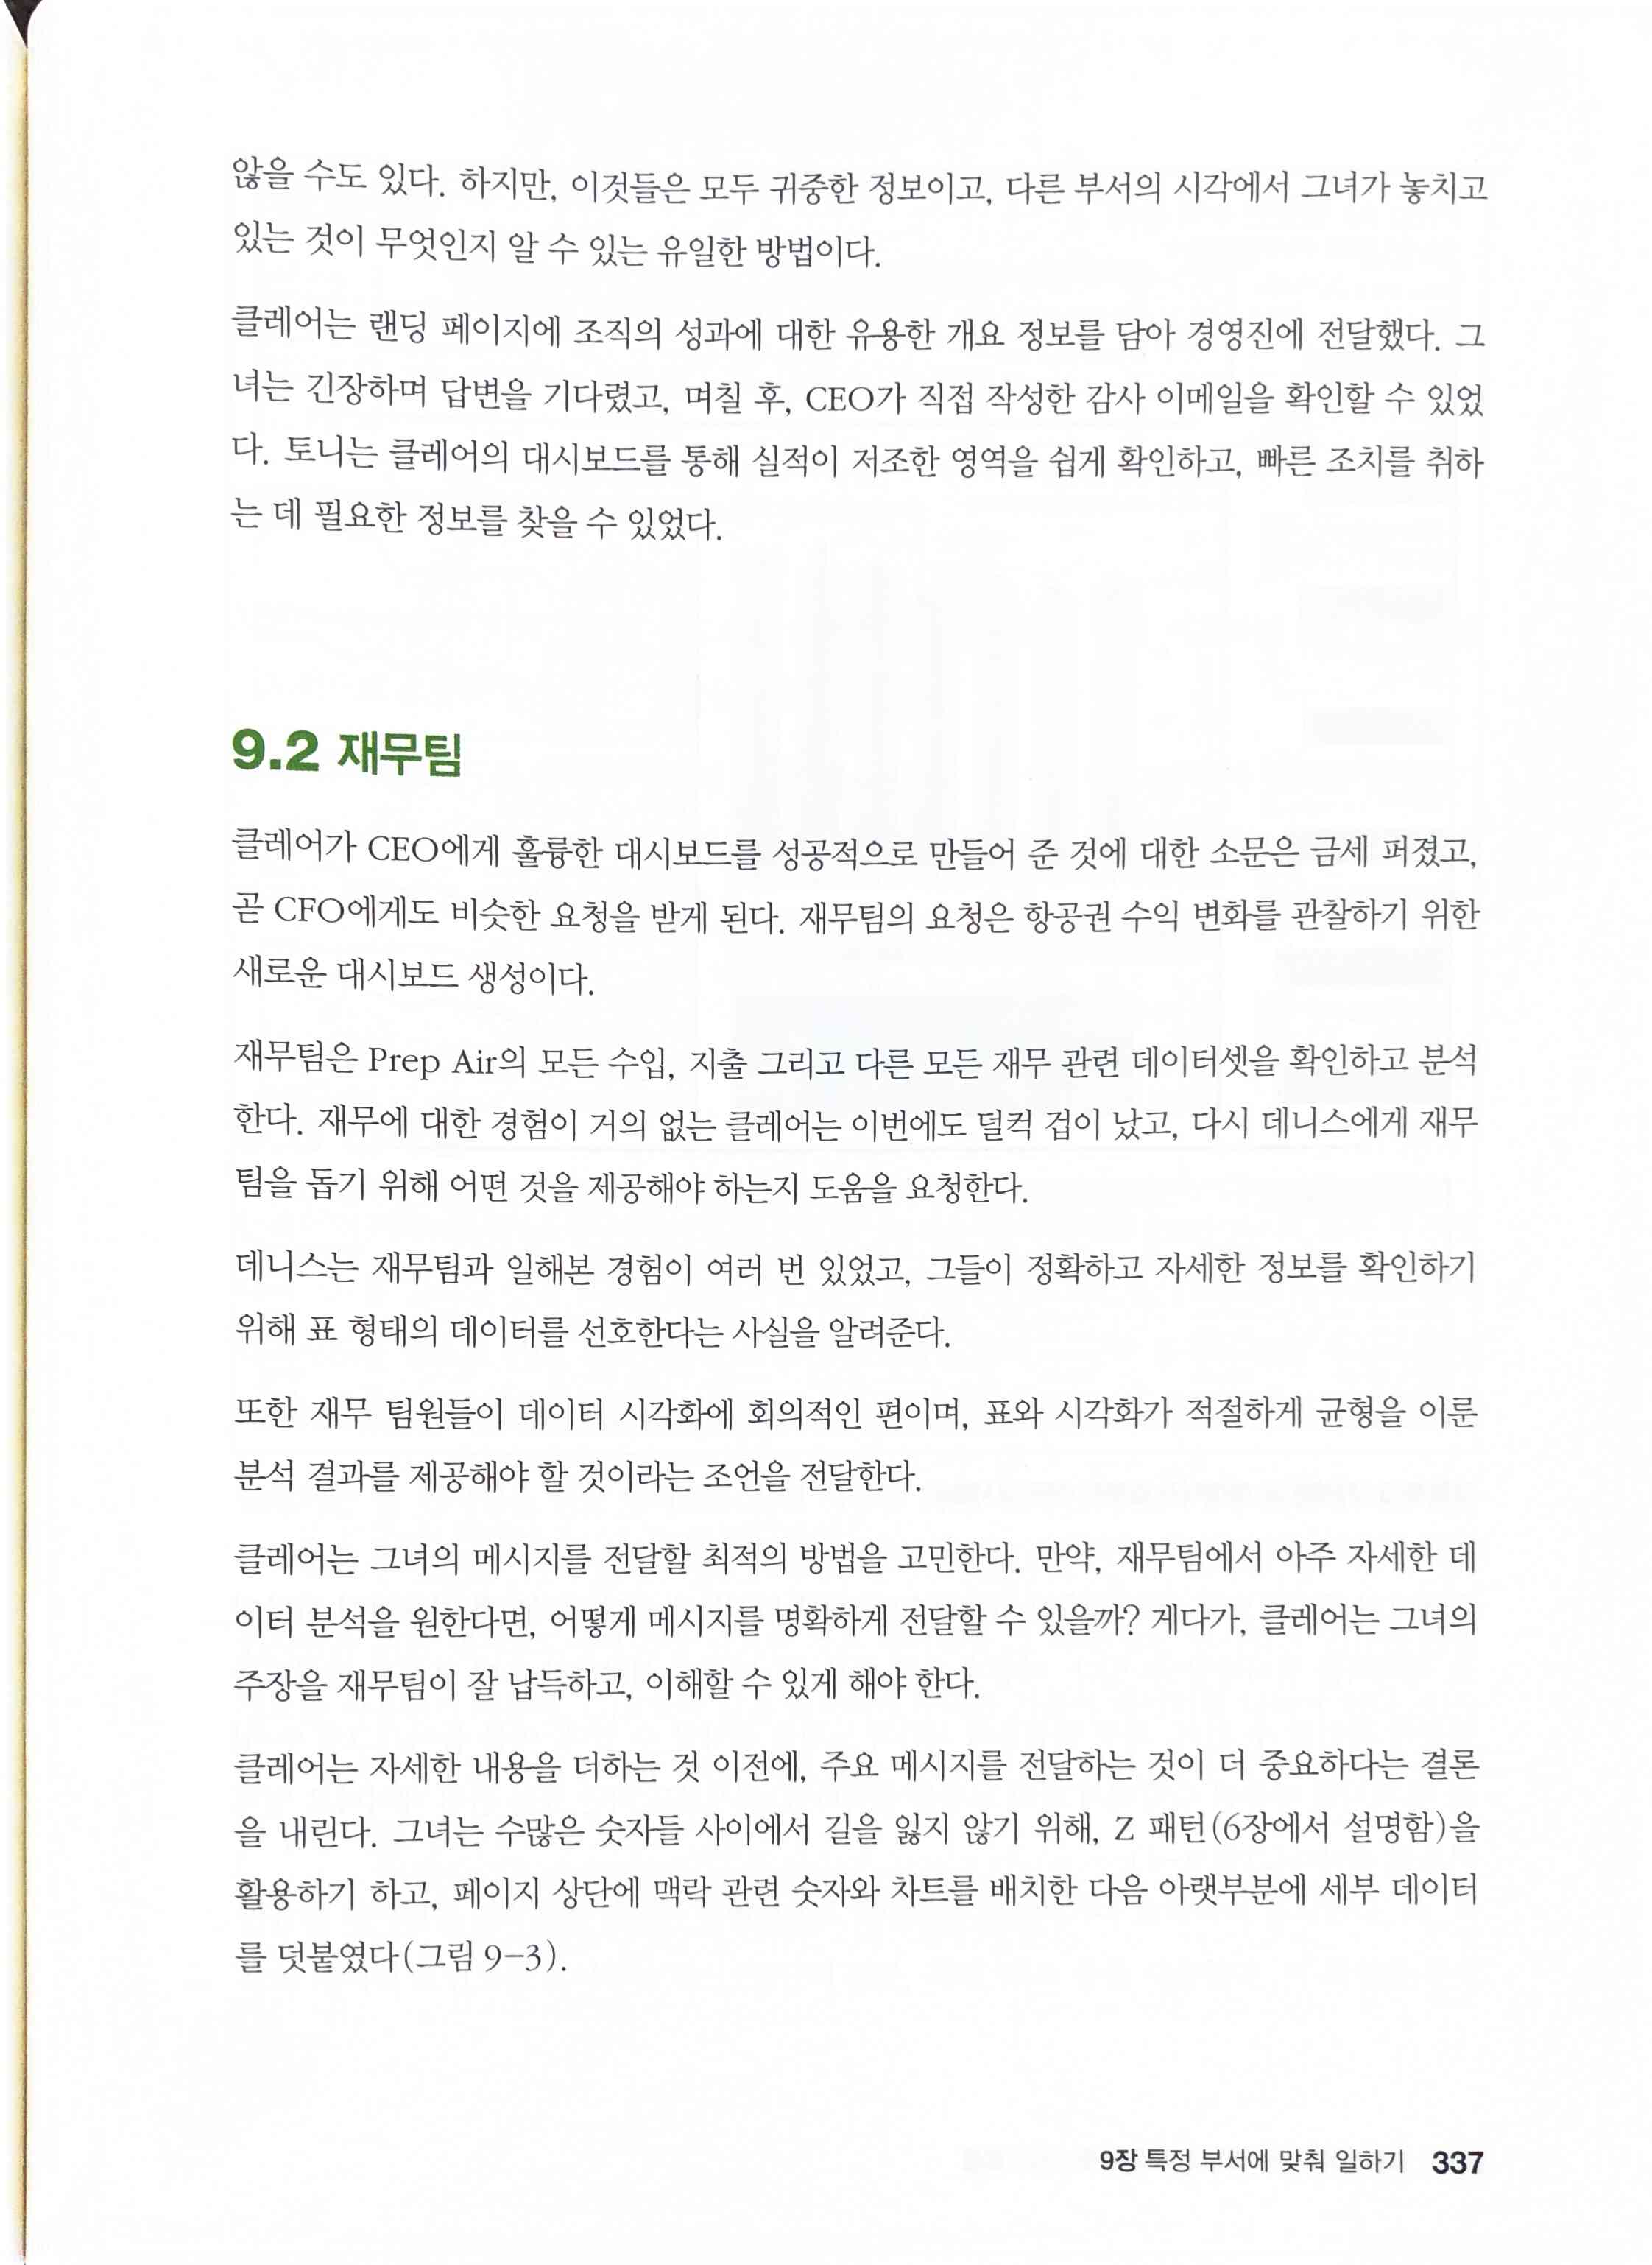 않을 수도 있다. 하지만, 이것들은 모두 귀중한 정보이고, 다른 부서의 시각에서 그녀가 놓치고
있는 것이 무엇인지 알 수 있는 유일한 방법이다.
클레어는 랜딩 페이지에 조직의 성과에 대한 유용한 개요 정보를 담아 경영진에 전달했다. 그
녀는 긴장하며 답변을 기다렸고, 며칠 후, CEO가 직접 작성한 감사 이메일을 확인할 수 있었
다. 토니는 클레어의 대시보드를 통해 실적이 저조한 영역을 쉽게 확인하고, 빠른 조치를 취하
는 데 필요한 정보를 찾을 수 있었다.
9.2 재무팀
클레어가 CEO에게 훌륭한 대시보드를 성공적으로 만들어 준 것에 대한 소문은 금세 퍼졌고,
곧 CFO에게도 비슷한 요청을 받게 된다. 재무팀의 요청은 항공권 수익 변화를 관찰하기 위한
새로운 대시보드 생성이다.
재무팀은 Prep Air의 모든 수입, 지출 그리고 다른 모든 재무 관련 데이터셋을 확인하고 분석
한다. 재무에 대한 경험이 거의 없는 클레어는 이번에도 덜컥 겁이 났고, 다시 데니스에게 재무
팀을 돕기 위해 어떤 것을 제공해야 하는지 도움을 요청한다.
데니스는 재무팀과 일해본 경험이 여러 번 있었고, 그들이 정확하고 자세한 정보를 확인하기
위해 표 형태의 데이터를 선호한다는 사실을 알려준다.
또한 재무 팀원들이 데이터 시각화에 회의적인 편이며, 표와 시각화가 적절하게 균형을 이룬
분석 결과를 제공해야 할 것이라는 조언을 전달한다.
클레어는 그녀의 메시지를 전달할 최적의 방법을 고민한다. 만약, 재무팀에서 아주 자세한 데
이터 분석을 원한다면, 어떻게 메시지를 명확하게 전달할 수 있을까? 게다가, 클레어는 그녀의
주장을 재무팀이 잘 납득하고, 이해할 수 있게 해야 한다.
클레어는 자세한 내용을 더하는 것 이전에, 주요 메시지를 전달하는 것이 더 중요하다는 결론
을 내린다. 그녀는 수많은 숫자들 사이에서 길을 잃지 않기 위해, Z 패턴(6장에서 설명함)을
활용하기 하고, 페이지 상단에 맥락 관련 숫자와 차트를 배치한 다음 아랫부분에 세부 데이터
를 덧붙였다(그림 9-3).
9장 특정 부서에 맞춰 일하기 337